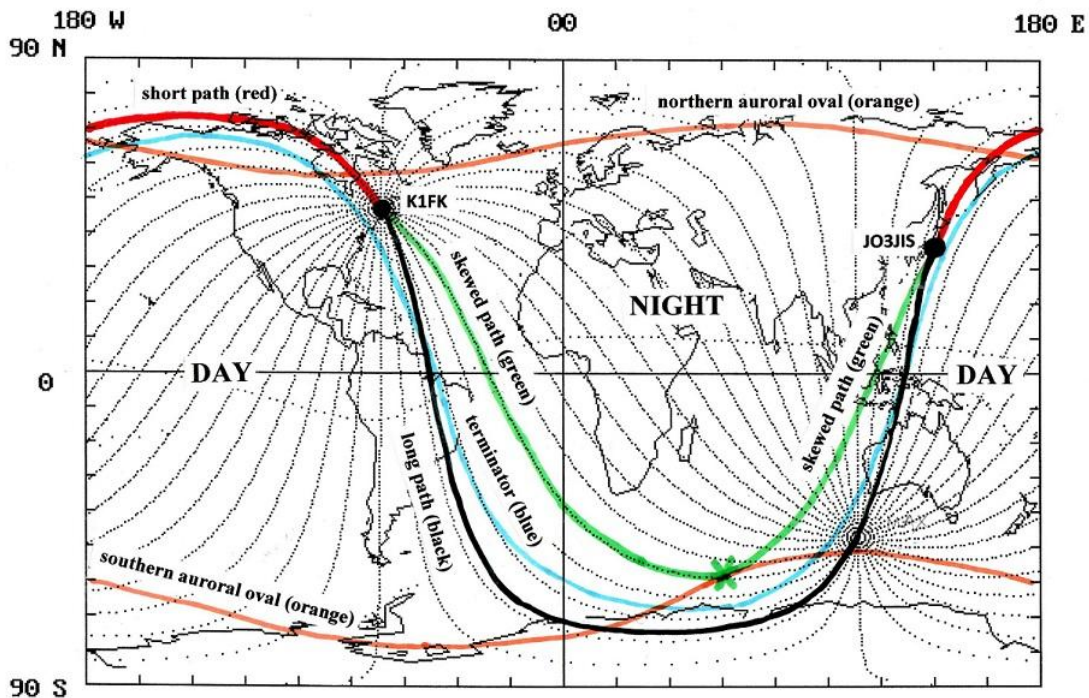 180 W
00
180 E
90 N
short path (red)
northern auroral oval (orange)
K1FK
JO3JIS
skewed path (green)
NIGHT
DAY
0
DAY
skewed path (green)
terminator (blue)
long path (black)
southern auroral oval (orange)
90 S